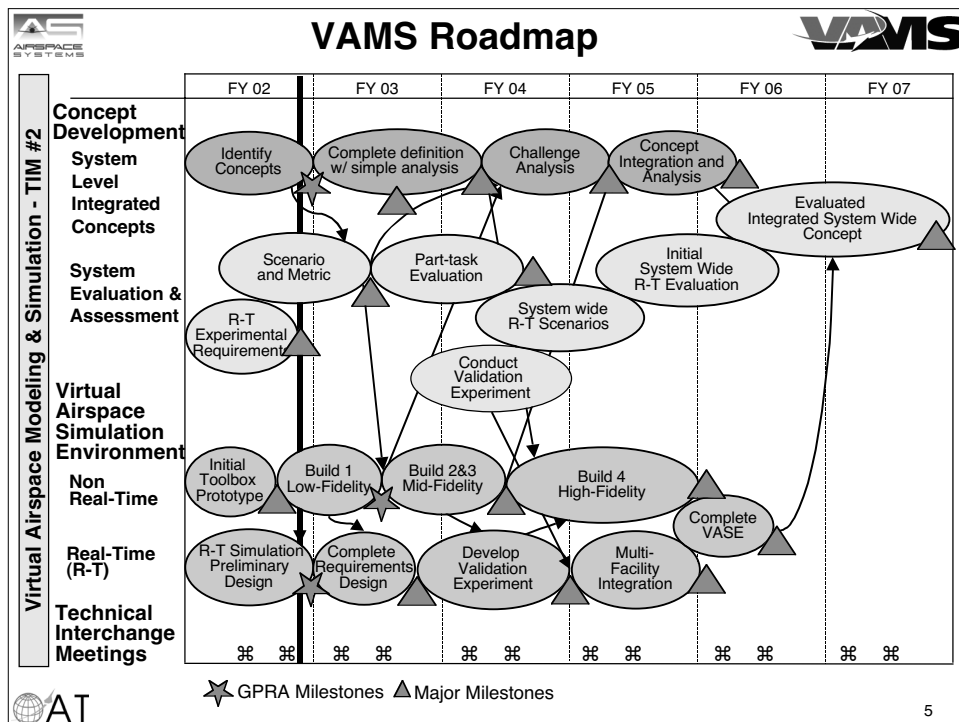 AS
AIRSPACE
SYSTEMS
VAMS Roadmap
VAMS
Virtual Airspace Modeling & Simulation - TIM #2
FY 02
FY 03
FY 04
FY 05
FY 06
FY 07
Concept
Development
System
Level
Integrated
Concepts
Identify
Concepts
Complete definition
w/ simple analysis
Challenge
Analysis
Concept
Integration and
Analysis
Evaluated
Integrated System Wide
Concept
System
Evaluation &
Assessment
Scenario
and Metric
Part-task
Evaluation
Initial
System Wide
R-T Evaluation
System wide
R-T Scenarios
R-T
Experimental
Requirement
Conduct
Validation
Experiment
Virtual
Airspace
Simulation
Environment
Non
Real-Time
Initial
Toolbox
Prototype
Build 1
Low-Fidelity
Build 2&3
Mid-Fidelity
Build 4
High-Fidelity
Complete
VASE
Real-Time
(R-T)
R-T Simulation
Preliminary
Design
Complete
Requirements
Design
Develop
Validation
Experiment
Multi-
Facility
Integration
Technical
Interchange
Meetings
⌘ ⌘ ⌘ ⌘ ⌘ ⌘ ⌘ ⌘ ⌘ ⌘ ⌘ ⌘
GPRA Milestones
Major Milestones
AT
5